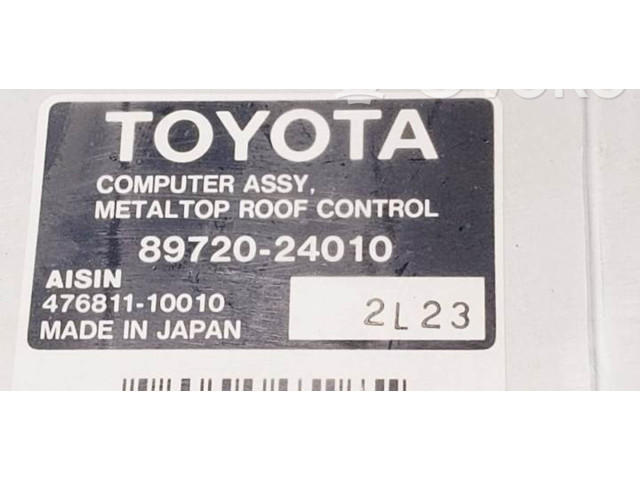 TOYOTA
COMPUTER ASSY,
METALTOP ROOF CONTROL
89720-24010
AISIN
476811-10010
MADE IN JAPAN
2L23